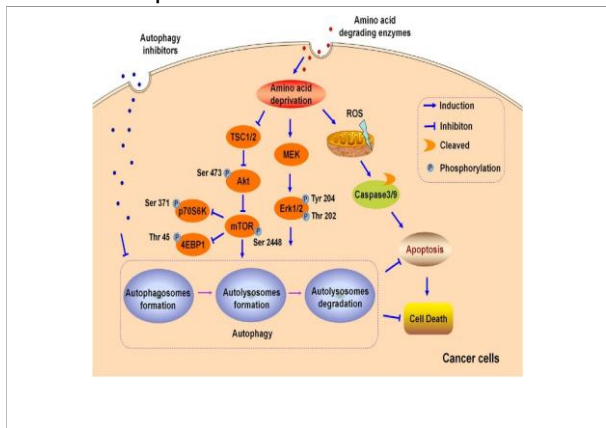 Autophagy
inhibitors
Amino acid
degrading enzymes
Amino acid
deprivation
Induction
Inhibiton
Cleaved
P Phosphorylation
ROS
TSC1/2
MEK
Ser 473 P
Akt
Caspase3/9
Ser 371 P
p70S6K
mTOR
P
Ser 2448
Erk1/2
P Tyr 204
P Thr 202
Thr 45 P
4EBP1
Apoptosis
Autophagosomes
formation
Autolysosomes
formation
Autolysosomes
degradation
Autophagy
Cell Death
Cancer cells